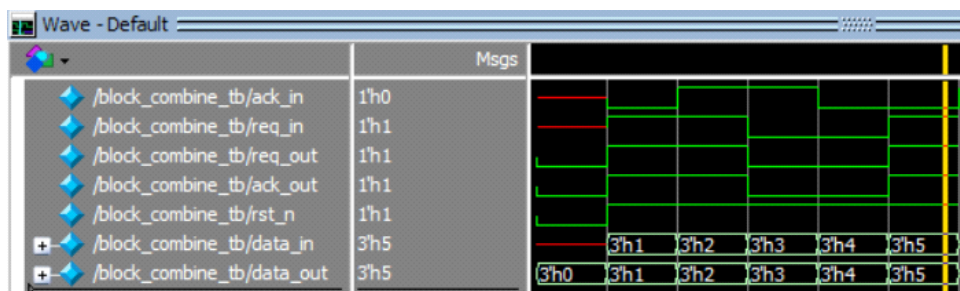 Wave - Default
Msgs
/block_combine_tb/ack_in 1'h0
/block_combine_tb/req_in 1'h1
/block_combine_tb/req_out 1'h1
/block_combine_tb/ack_out 1'h1
/block_combine_tb/rst_n 1'h1
/block_combine_tb/data_in 3'h5 3'h1 3'h2 3'h3 3'h4 3'h5
/block_combine_tb/data_out 3'h5 3'h0 3'h1 3'h2 3'h3 3'h4 3'h5